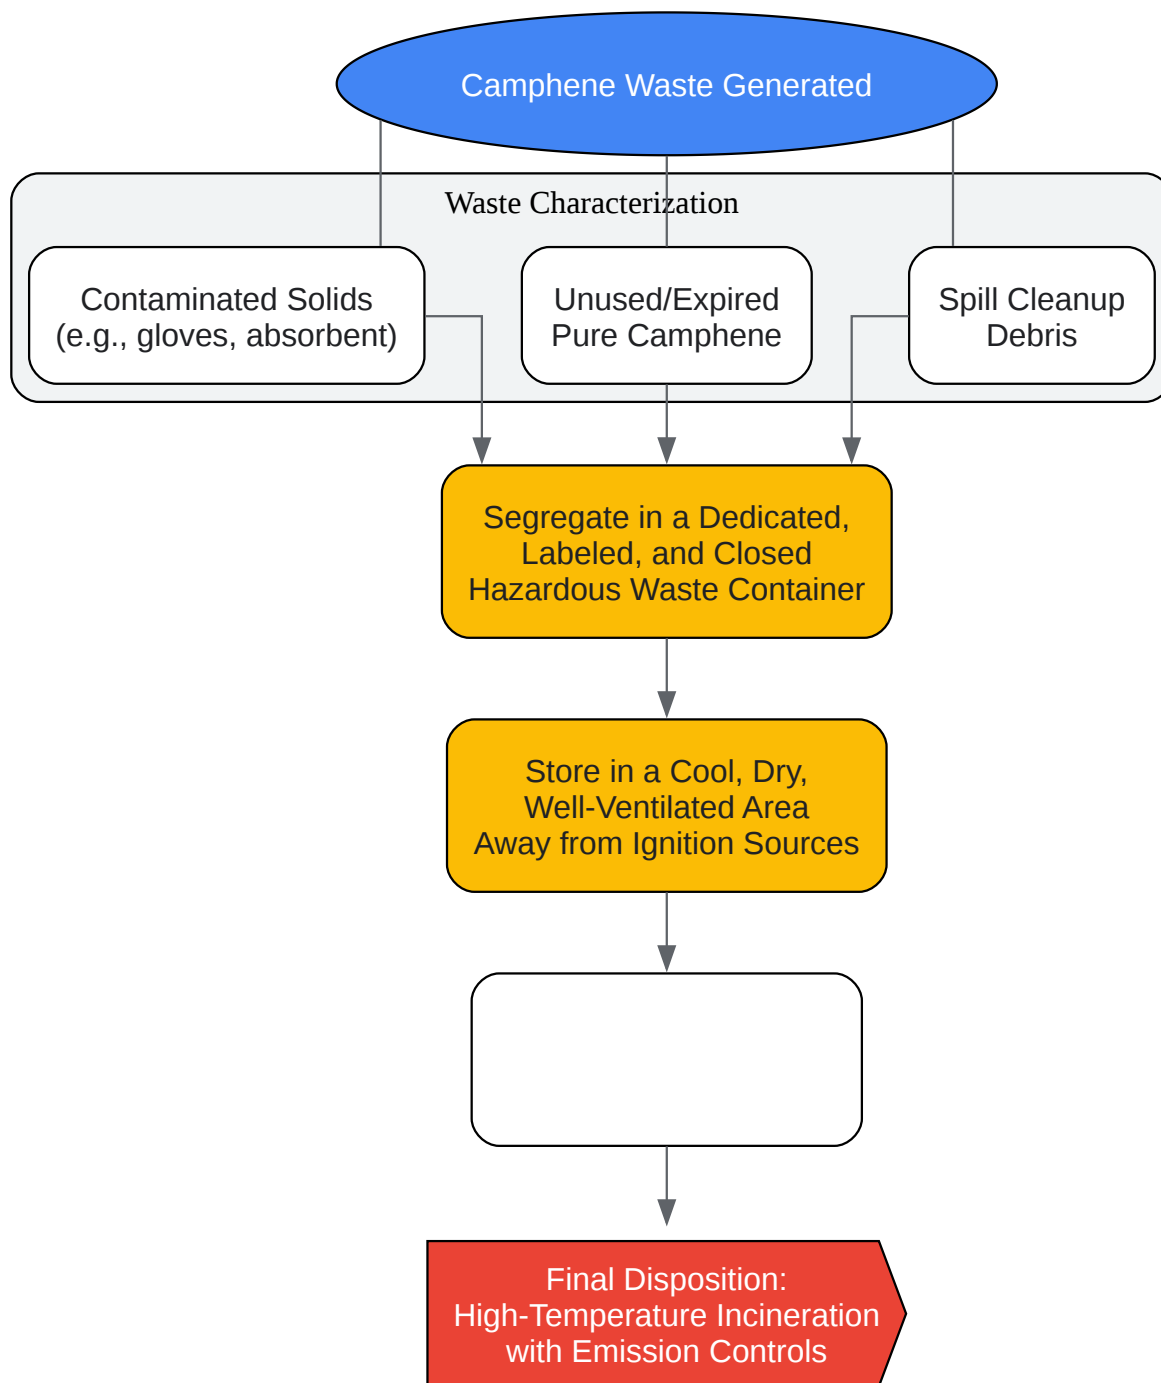 Camphene Waste Generated
Waste Characterization
Contaminated Solids
(e.g., gloves, absorbent)
Unused/Expired
Pure Camphene
Spill Cleanup
Debris
Segregate in a Dedicated,
Labeled, and Closed
Hazardous Waste Container
Store in a Cool, Dry,
Well-Ventilated Area
Away from Ignition Sources
Final Disposition:
High-Temperature Incineration
with Emission Controls